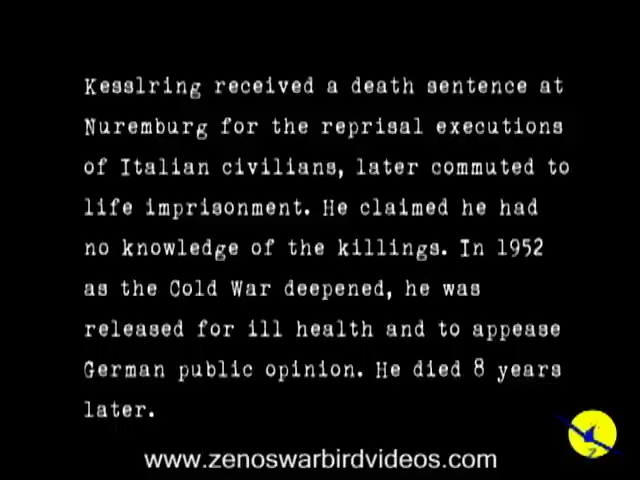 Kesslring received a death sentence at
Nuremburg for the reprisal executions
of Italian civilians, later commuted to
life imprisonment. He claimed he had
no knowledge of the killings. In 1952
as the Cold War deepened, he was
released for ill health and to appease
German public opinion. He died 8 years
later.
Z
www.zenoswarbirdvideos.com